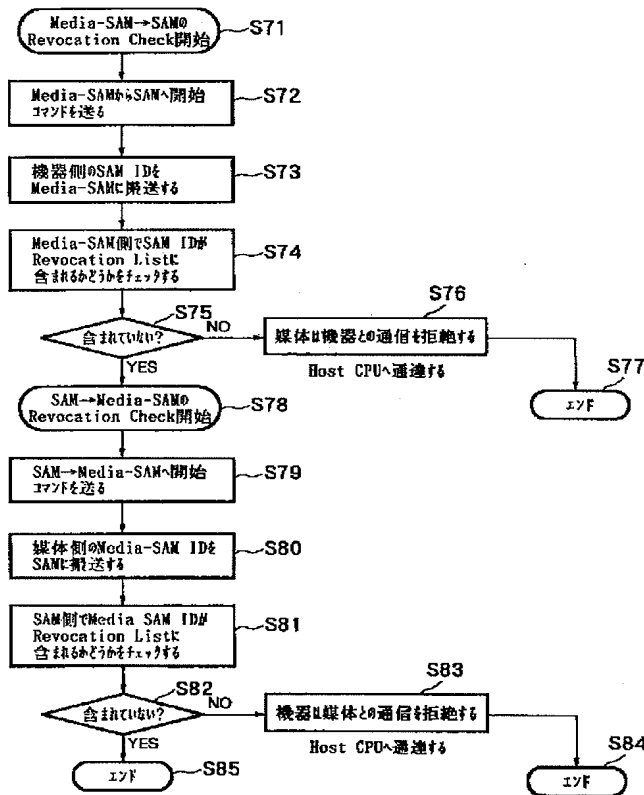 Media-SAM→SAMの
Revocation Check開始
S71
Media-SAMからSAMへ開始
コマンドを送る
S72
機器側のSAM IDを
Media-SAMに搬送する
S73
Media-SAM側でSAM IDが
Revocation Listに
含まれるかどうかをチェックする
S74
含まれていない?
S75
NO
YES
媒体は機器との通信を拒絶する
S76
Host CPUへ通達する
エンド
S77
SAM→Media-SAMの
Revocation Check開始
S78
SAM→Media-SAMへ開始
コマンドを送る
S79
媒体側のMedia-SAM IDを
SAMに搬送する
S80
SAM側でMedia SAM IDが
Revocation Listに
含まれるかどうかをチェックする
S81
含まれていない?
S82
NO
YES
機器は媒体との通信を拒絶する
S83
Host CPUへ通達する
エンド
S84
エンド
S85